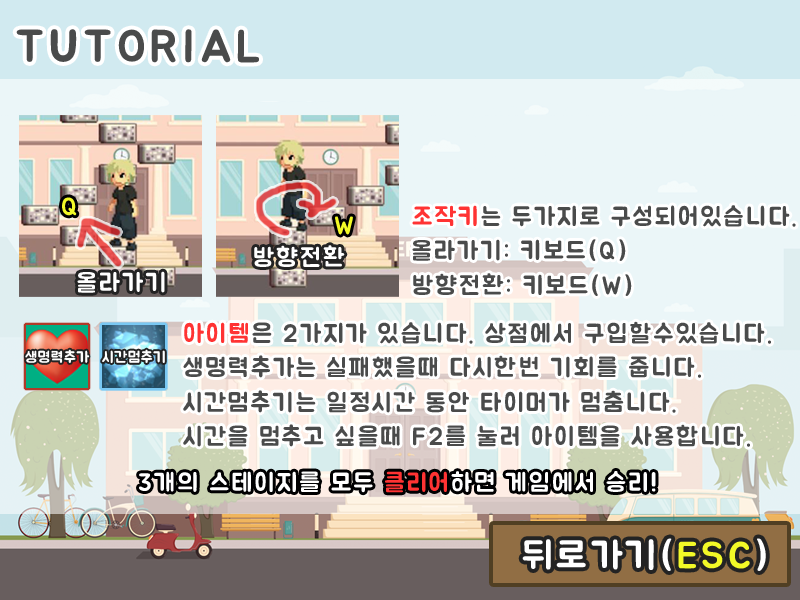 TUTORIAL
Q
올라가기
W
방향전환
조작키는 두가지로 구성되어있습니다.
올라가기: 키보드(Q)
방향전환: 키보드(W)
생명력추가
시간멈추기
아이템은 2가지가 있습니다. 상점에서 구입할수있습니다.
생명력추가는 실패했을때 다시한번 기회를 줍니다.
시간멈추기는 일정시간 동안 타이머가 멈춥니다.
시간을 멈추고 싶을때 F2를 눌러 아이템을 사용합니다.
3개의 스테이지를 모두 클리어하면 게임에서 승리!
뒤로가기(ESC)